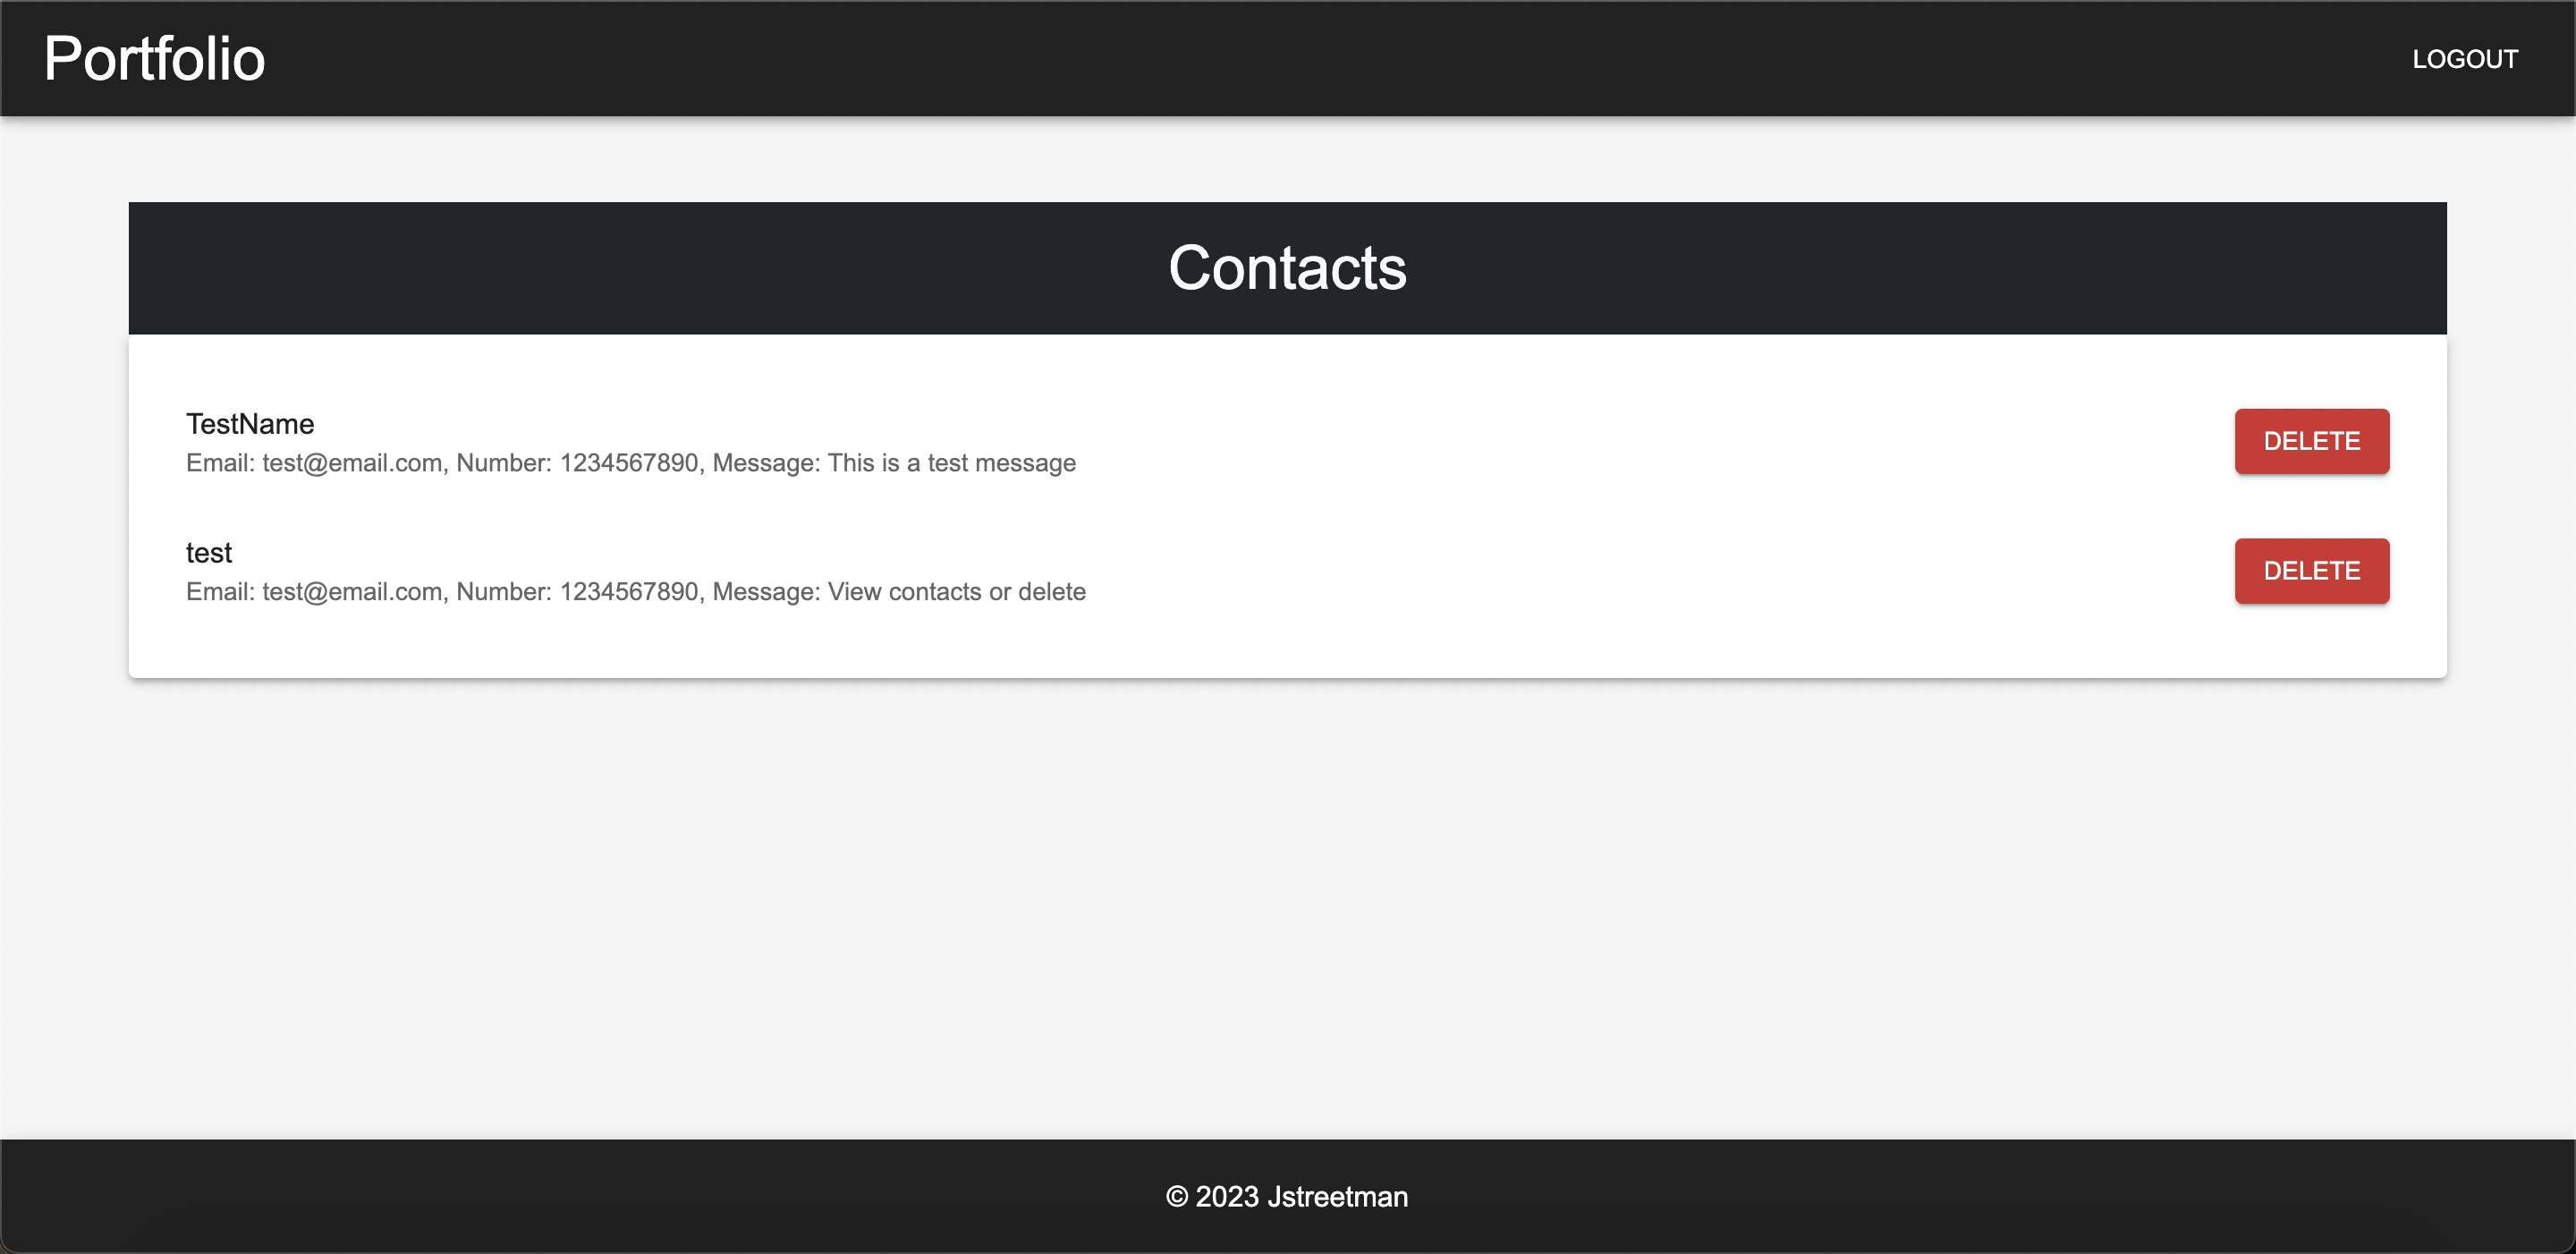 Portfolio
LOGOUT
Contacts
TestName
Email: test@email.com, Number: 1234567890, Message: This is a test message
DELETE
test
Email: test@email.com, Number: 1234567890, Message: View contacts or delete
DELETE
© 2023 Jstreetman